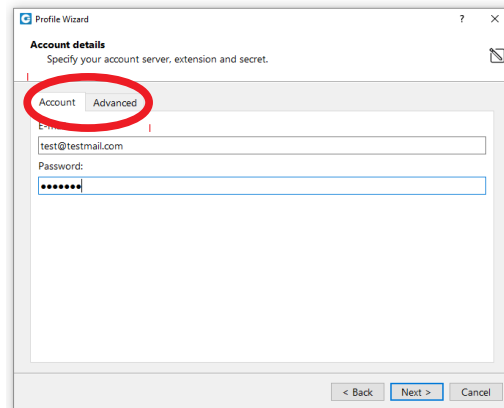 Profile Wizard
Account details
Specify your account server, extension and secret.
Account Advanced
test@testmail.com
Password:
< Back Next > Cancel